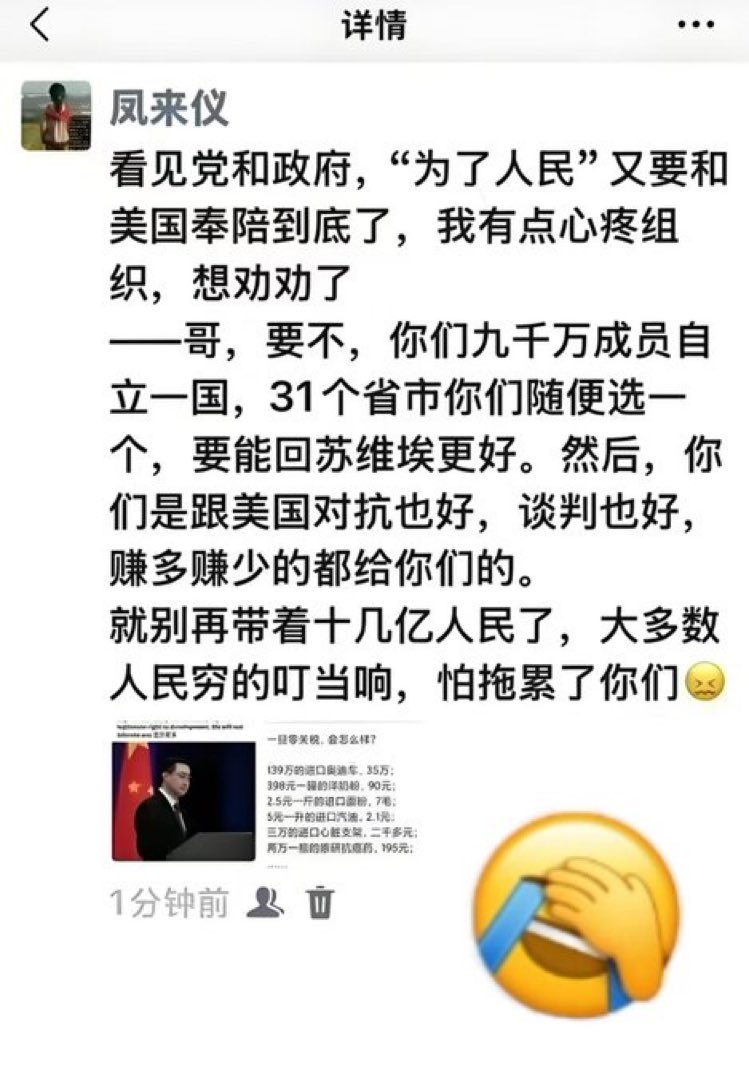 详情
凤来仪
看见党和政府，“为了人民”又要和
美国奉陪到底了，我有点心疼组
织，想劝劝了
——哥，要不，你们九千万成员自
立一国，31个省市你们随便选一
个，要能回苏维埃更好。然后，你
们是跟美国对抗也好，谈判也好，
赚多赚少的都给你们的。
就别再带着十几亿人民了，大多数
人民穷的叮当响，怕拖累了你们😖
legitimate right to development. We will not
一旦零关税，会怎么样？
139万的进口奥迪车，35万；
398元一罐的洋奶粉，90元；
2.5元一斤的进口面粉，7毛；
5元一升的进口汽油，2.1元；
三万的进口心脏支架，二千多元；
两万一瓶的原研抗癌药，195元；
……
1分钟前